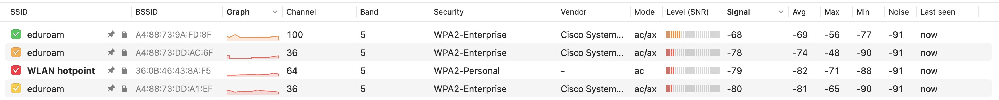 SSID BSSID Graph Channel Band Security Vendor Mode Level (SNR) Signal Avg Max Min Noise Last seen
eduroam A4:88:73:9A:FD:8F 100 5 WPA2-Enterprise Cisco System... ac/ax -68 -69 -56 -77 -91 now
eduroam A4:88:73:DD:AC:6F 36 5 WPA2-Enterprise Cisco System... ac/ax -78 -74 -48 -90 -91 now
WLAN hotpoint 36:0B:46:43:8A:F5 64 5 WPA2-Personal - ac -79 -82 -71 -88 -91 now
eduroam A4:88:73:DD:A1:EF 36 5 WPA2-Enterprise Cisco System... ac/ax -80 -81 -65 -90 -91 now